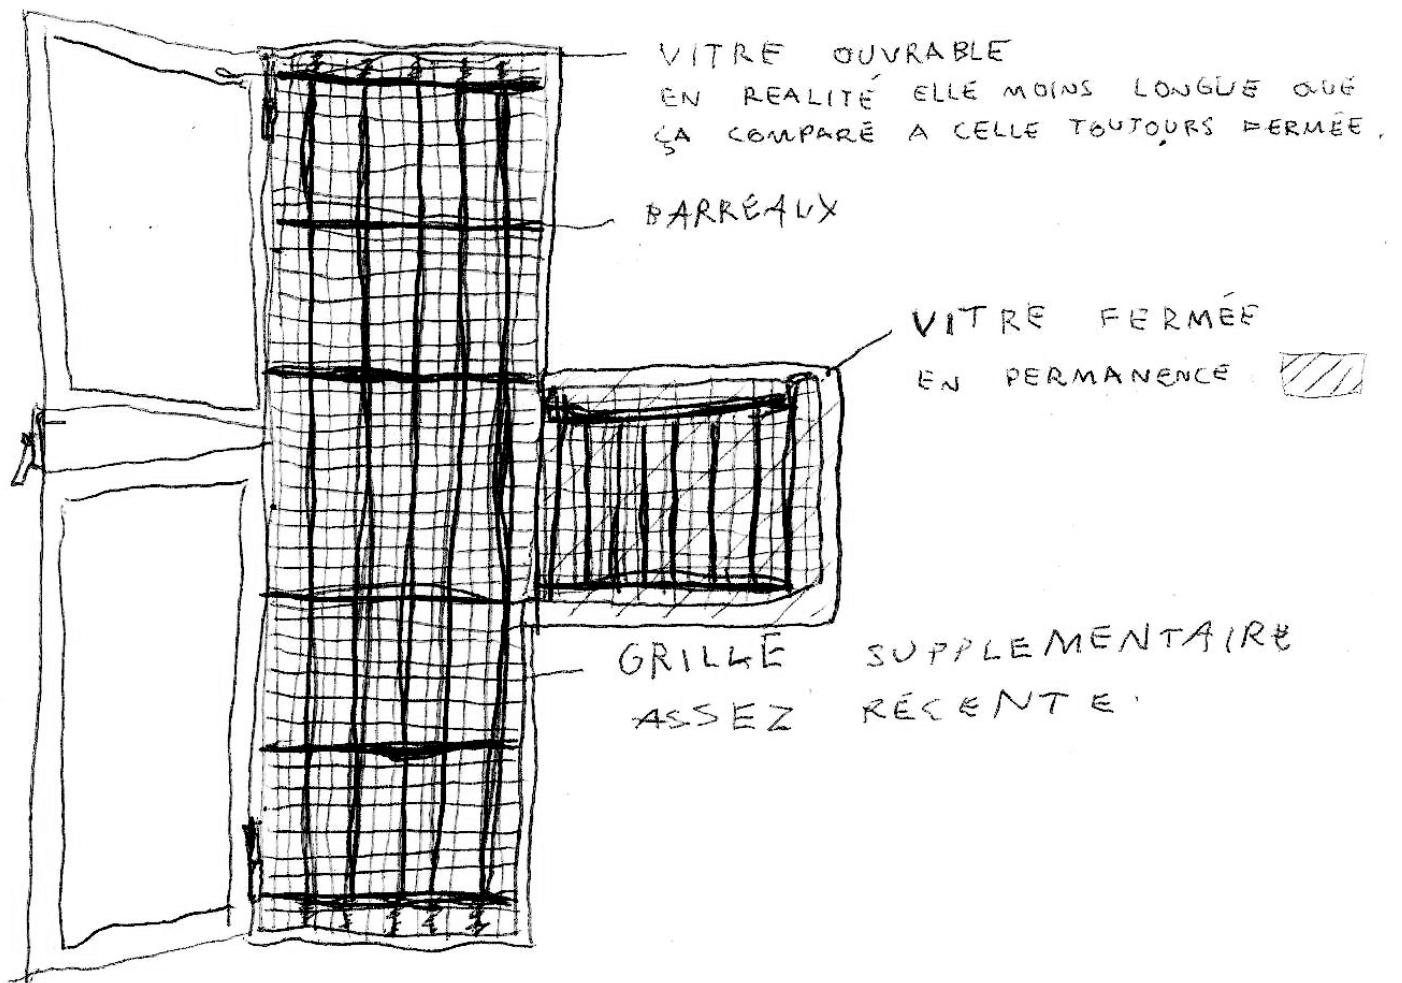 VITRE OUVRABLE
EN REALITÉ ELLE MOINS LONGUE QUE
ÇA COMPARÉ A CELLE TOUJOURS FERMÉE.
BARREAUX
VITRE FERMÉE
EN PERMANENCE
GRILLE SUPPLEMENTAIRE
ASSEZ RÉCENTE.